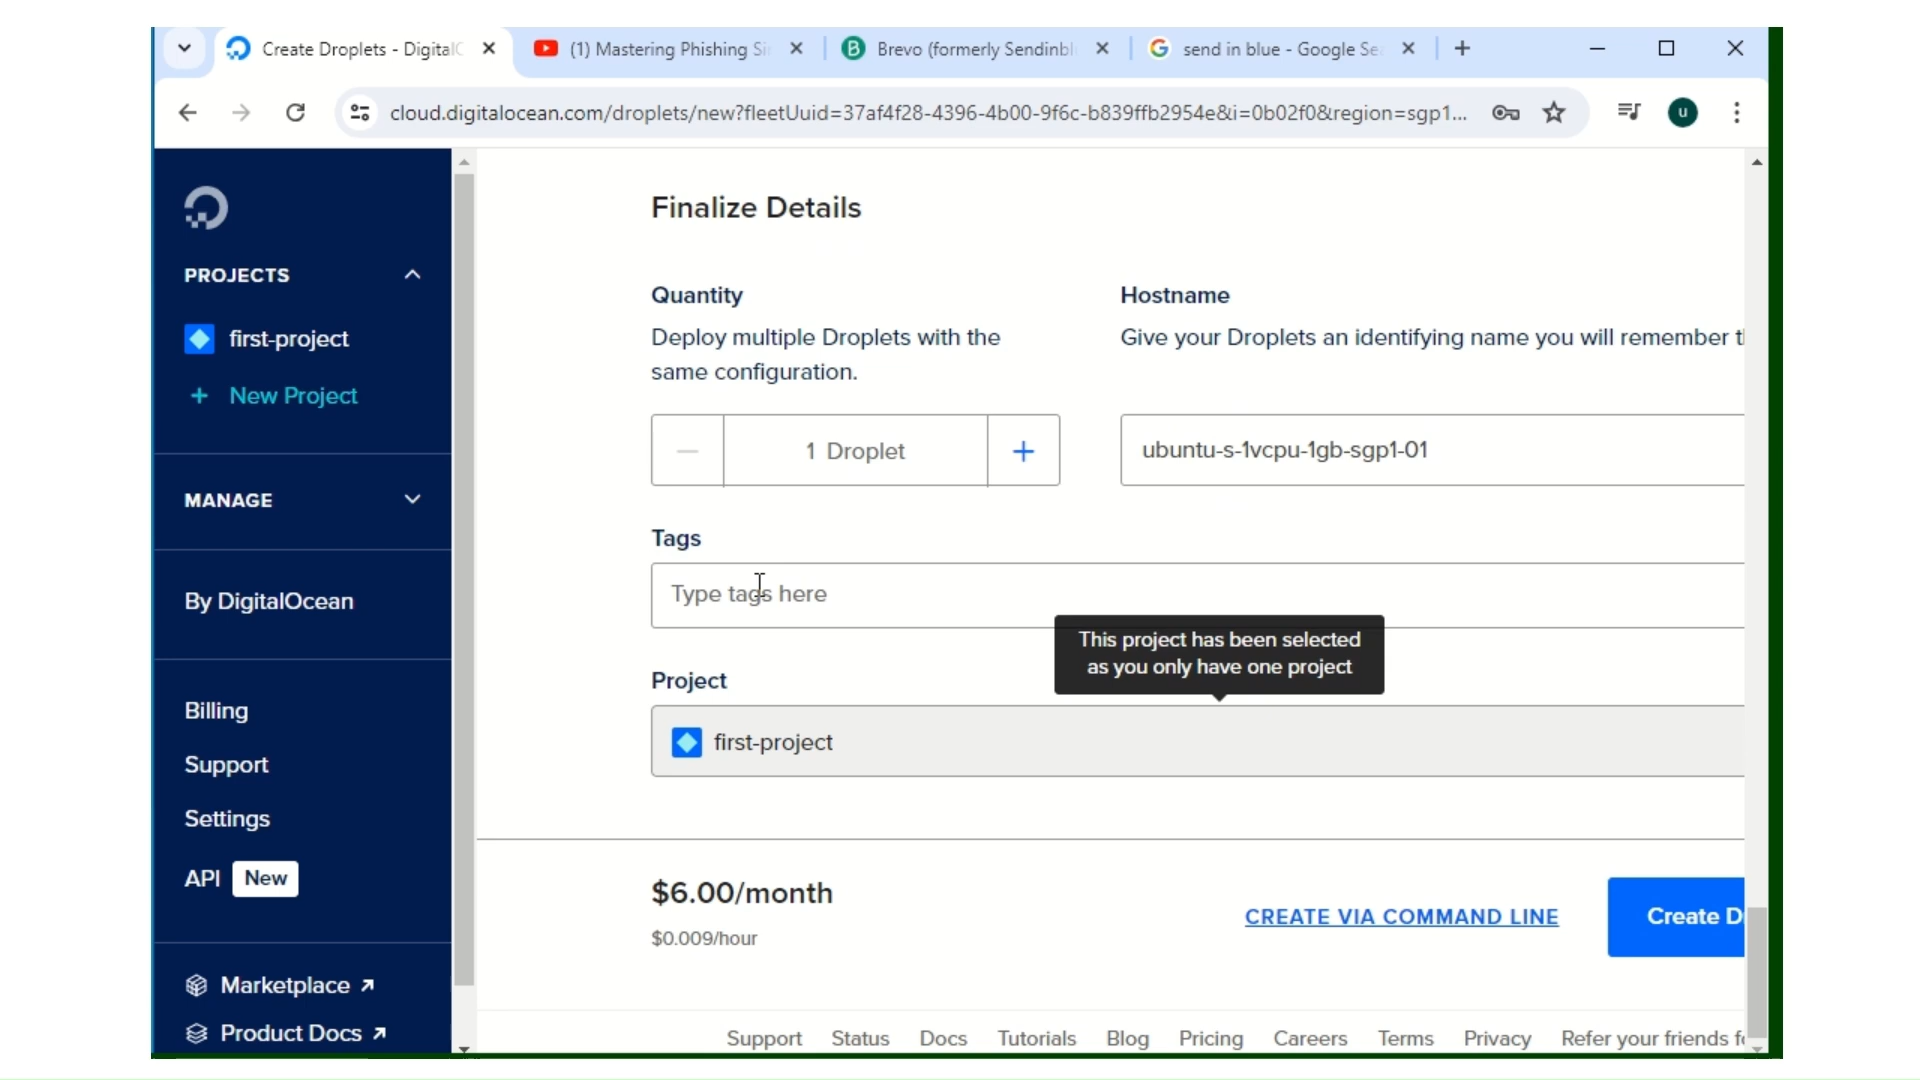 Create Droplets - DigitalC
(1) Mastering Phishing Si
Brevo (formerly Sendinbl
send in blue - Google Se
cloud.digitalocean.com/droplets/new?fleetUuid=37af4f28-4396-4b00-9f6c-b839ffb2954e&i=0b02f0&region=sgp1...
u
PROJECTS
first-project
+ New Project
MANAGE
By DigitalOcean
Billing
Support
Settings
API New
Marketplace
Product Docs
Finalize Details
Quantity
Deploy multiple Droplets with the
same configuration.
1 Droplet
Hostname
Give your Droplets an identifying name you will remember t
ubuntu-s-1vcpu-1gb-sgp1-01
Tags
Type tags here
This project has been selected
as you only have one project
Project
first-project
$6.00/month
$0.009/hour
CREATE VIA COMMAND LINE
Create D
Support Status Docs Tutorials Blog Pricing Careers Terms Privacy Refer your friends f